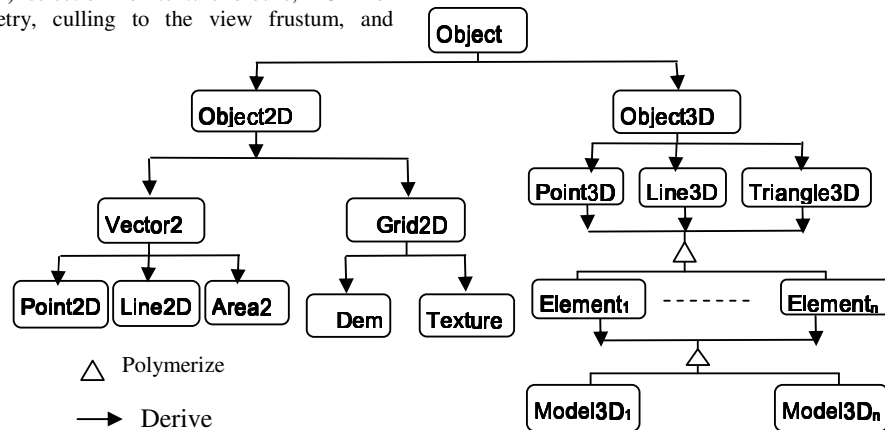 etry, culling to the view frustum, and
Object
Object2D
Object3D
Point3D Line3D Triangle3D
Vector2 Grid2D
Point2D Line2D Area2
Dem Texture
Element₁ - - - - - - - - Elementₙ
△ Polymerize
Model3D₁ Model3Dₙ
→ Derive